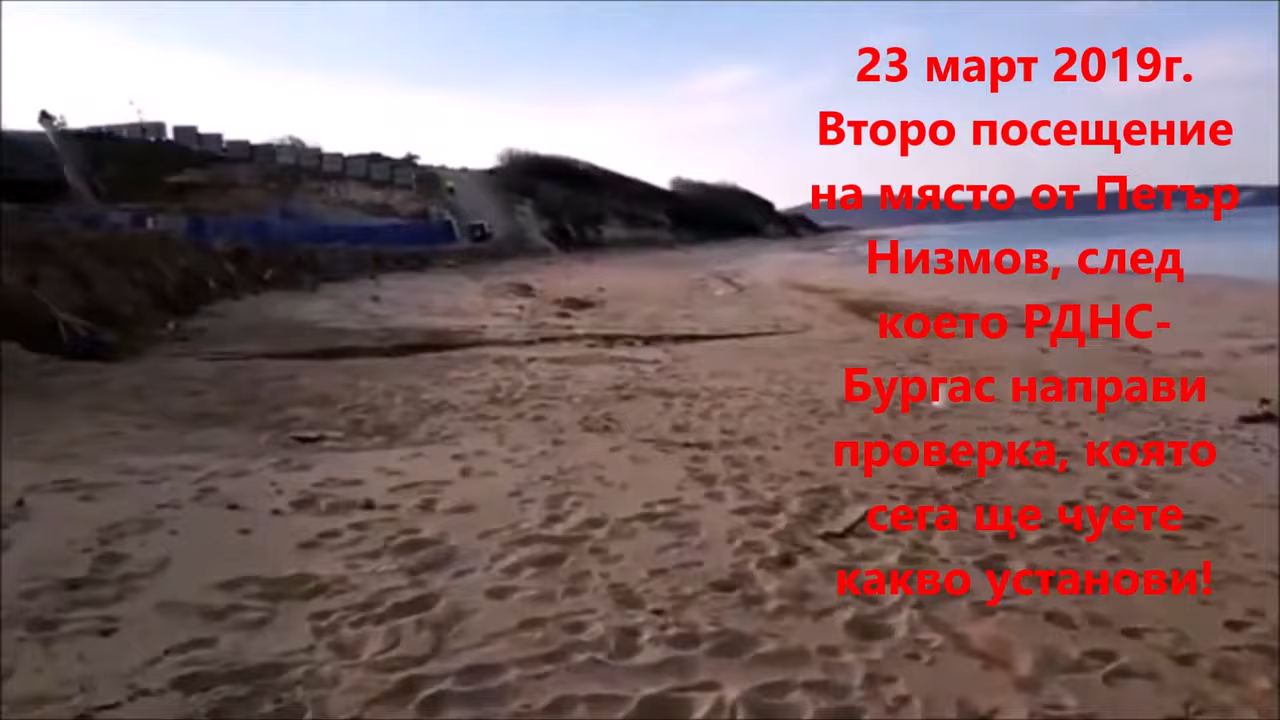 23 март 2019г.
Второ посещение
на място от Петър
Низмов, след
което РДНС-
Бургас направи
проверка, която
сега ще чуете
какво установи!